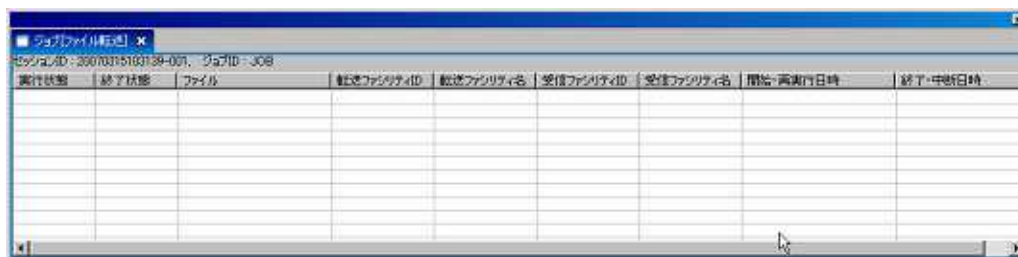 ジョブ[ファイル転送]
セッションID : 20070315183139-001, ジョブID : JOB
実行状態 終了状態 ファイル 転送ファシリティID 転送ファシリティ名 受信ファシリティID 受信ファシリティ名 開始・再実行日時 終了・中断日時